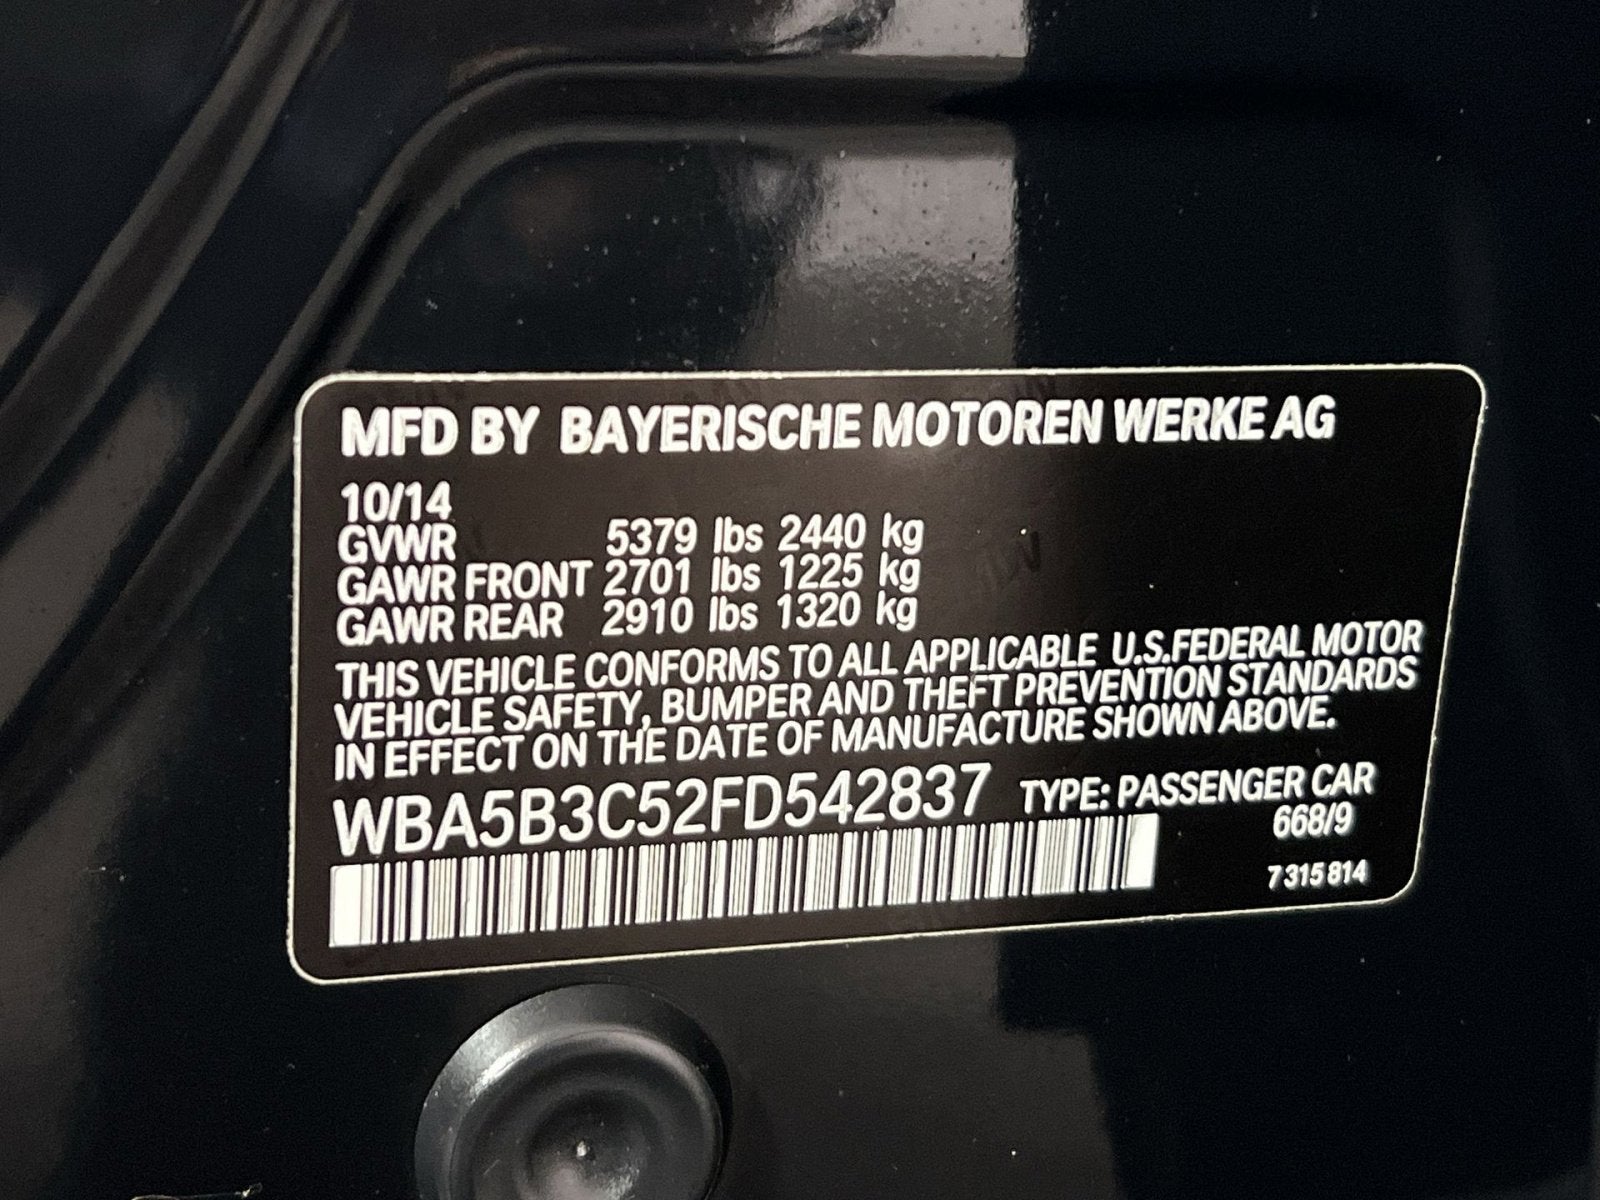 MFD BY BAYERISCHE MOTOREN WERKE AG
10/14
GVWR 5379 lbs 2440 kg
GAWR FRONT 2701 lbs 1225 kg
GAWR REAR 2910 lbs 1320 kg
THIS VEHICLE CONFORMS TO ALL APPLICABLE U.S.FEDERAL MOTOR
VEHICLE SAFETY, BUMPER AND THEFT PREVENTION STANDARDS
IN EFFECT ON THE DATE OF MANUFACTURE SHOWN ABOVE.
WBA5B3C52FD542837 TYPE: PASSENGER CAR
668/9
7 315 814